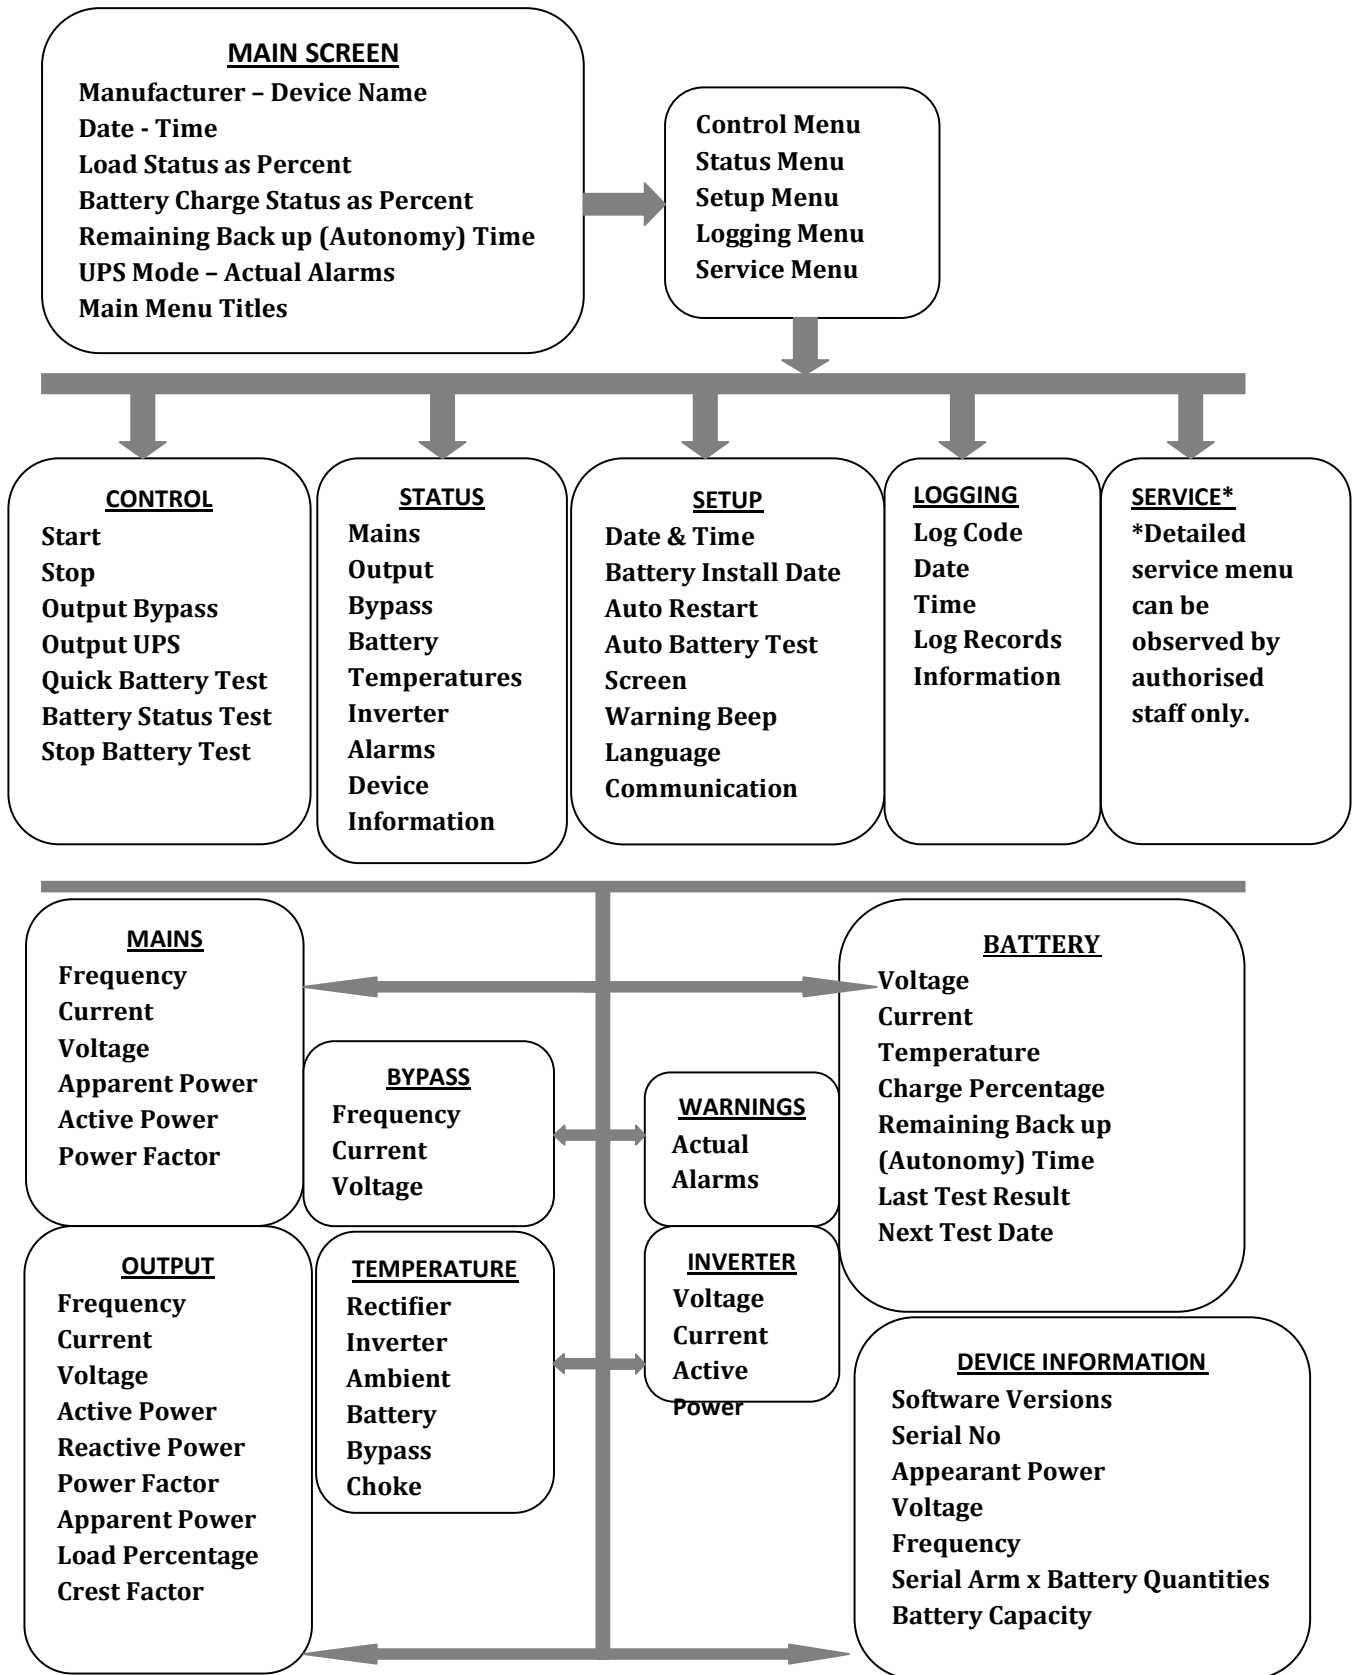 MAIN SCREEN
Manufacturer – Device Name
Date - Time
Load Status as Percent
Battery Charge Status as Percent
Remaining Back up (Autonomy) Time
UPS Mode – Actual Alarms
Main Menu Titles
Control Menu
Status Menu
Setup Menu
Logging Menu
Service Menu
CONTROL
Start
Stop
Output Bypass
Output UPS
Quick Battery Test
Battery Status Test
Stop Battery Test
STATUS
Mains
Output
Bypass
Battery
Temperatures
Inverter
Alarms
Device
Information
SETUP
Date & Time
Battery Install Date
Auto Restart
Auto Battery Test
Screen
Warning Beep
Language
Communication
LOGGING
Log Code
Date
Time
Log Records
Information
SERVICE*
*Detailed
service menu
can be
observed by
authorised
staff only.
MAINS
Frequency
Current
Voltage
Apparent Power
Active Power
Power Factor
BYPASS
Frequency
Current
Voltage
WARNINGS
Actual
Alarms
BATTERY
Voltage
Current
Temperature
Charge Percentage
Remaining Back up
(Autonomy) Time
Last Test Result
Next Test Date
OUTPUT
Frequency
Current
Voltage
Active Power
Reactive Power
Power Factor
Apparent Power
Load Percentage
Crest Factor
TEMPERATURE
Rectifier
Inverter
Ambient
Battery
Bypass
Choke
INVERTER
Voltage
Current
Active
Power
DEVICE INFORMATION
Software Versions
Serial No
Appearant Power
Voltage
Frequency
Serial Arm x Battery Quantities
Battery Capacity